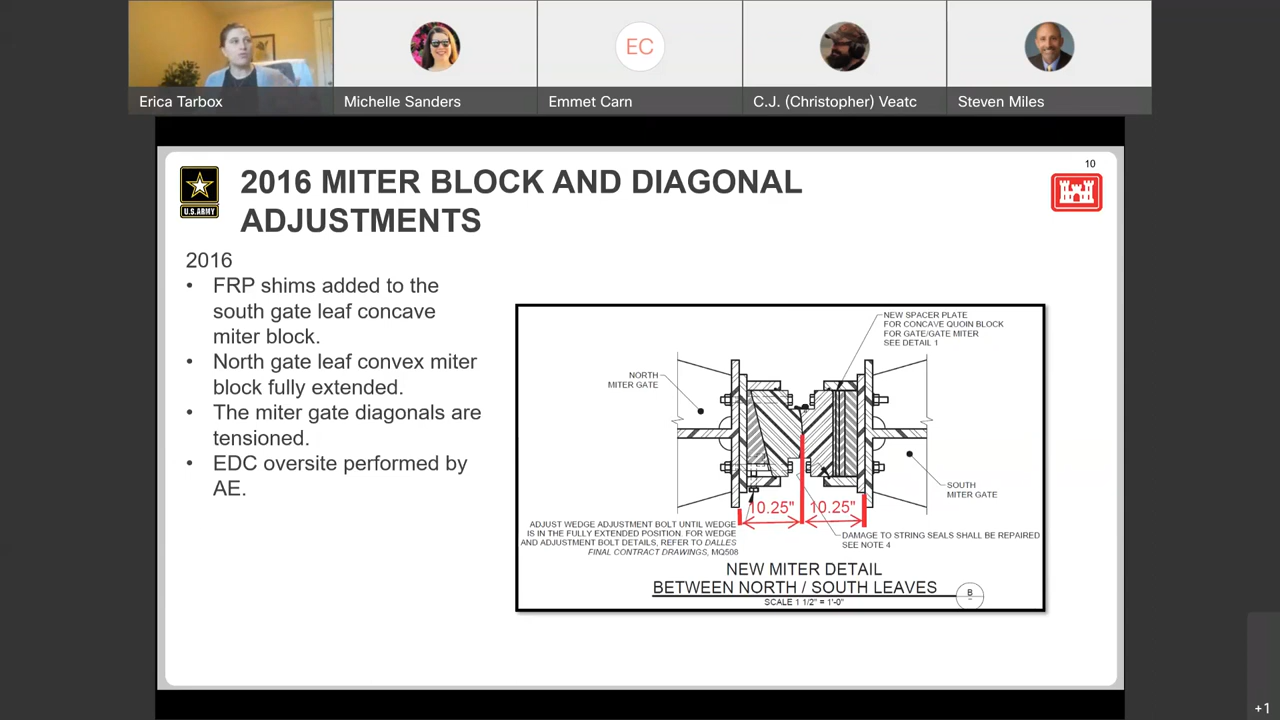 EC
Erica Tarbox
Michelle Sanders
Emmet Carn
C.J. (Christopher) Veatc
Steven Miles
10
U.S.ARMY
2016 MITER BLOCK AND DIAGONAL
ADJUSTMENTS
2016
• FRP shims added to the
south gate leaf concave
miter block.
• North gate leaf convex miter
block fully extended.
• The miter gate diagonals are
tensioned.
• EDC oversite performed by
AE.
NEW SPACER PLATE
FOR CONCAVE QUOIN BLOCK
FOR GATE/GATE MITER
SEE DETAIL 1
NORTH
MITER GATE
SOUTH
MITER GATE
10.25" 10.25"
ADJUST WEDGE ADJUSTMENT BOLT UNTIL WEDGE
IS IN THE FULLY EXTENDED POSITION. FOR WEDGE
AND ADJUSTMENT BOLT DETAILS, REFER TO DALLES
FINAL CONTRACT DRAWINGS, MQ508
DAMAGE TO STRING SEALS SHALL BE REPAIRED
SEE NOTE 4
NEW MITER DETAIL
BETWEEN NORTH / SOUTH LEAVES
SCALE 1 1/2" = 1'-0"
B
–
+1